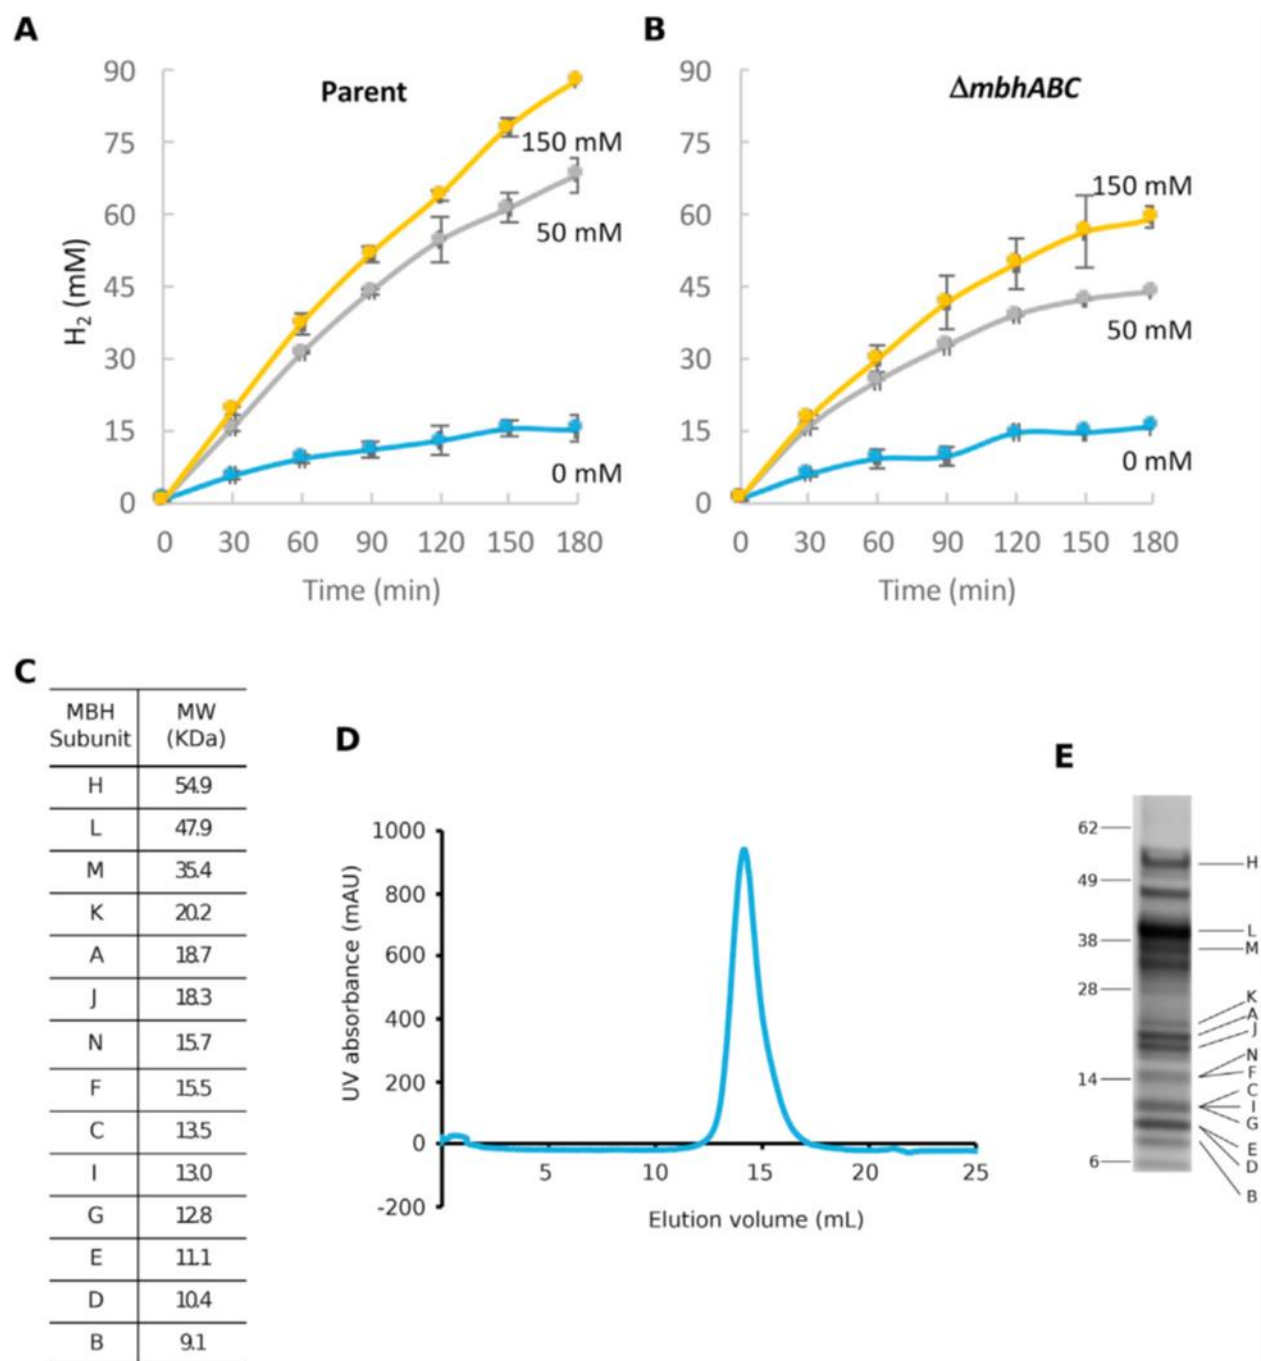 A
Parent
90
75
60
45
30
15
0
H₂ (mM)
150 mM
50 mM
0 mM
0 30 60 90 120 150 180
Time (min)
B
ΔmbhABC
90
75
60
45
30
15
0
150 mM
50 mM
0 mM
0 30 60 90 120 150 180
Time (min)
C
MBH Subunit MW (KDa)
H 54.9
L 47.9
M 35.4
K 20.2
A 18.7
J 18.3
N 15.7
F 15.5
C 13.5
I 13.0
G 12.8
E 11.1
D 10.4
B 9.1
D
1000
800
600
400
200
0
-200
UV absorbance (mAU)
5 10 15 20 25
Elution volume (mL)
E
62
49
38
28
14
6
H
L
M
K
A
J
N
F
C
I
G
E
D
B